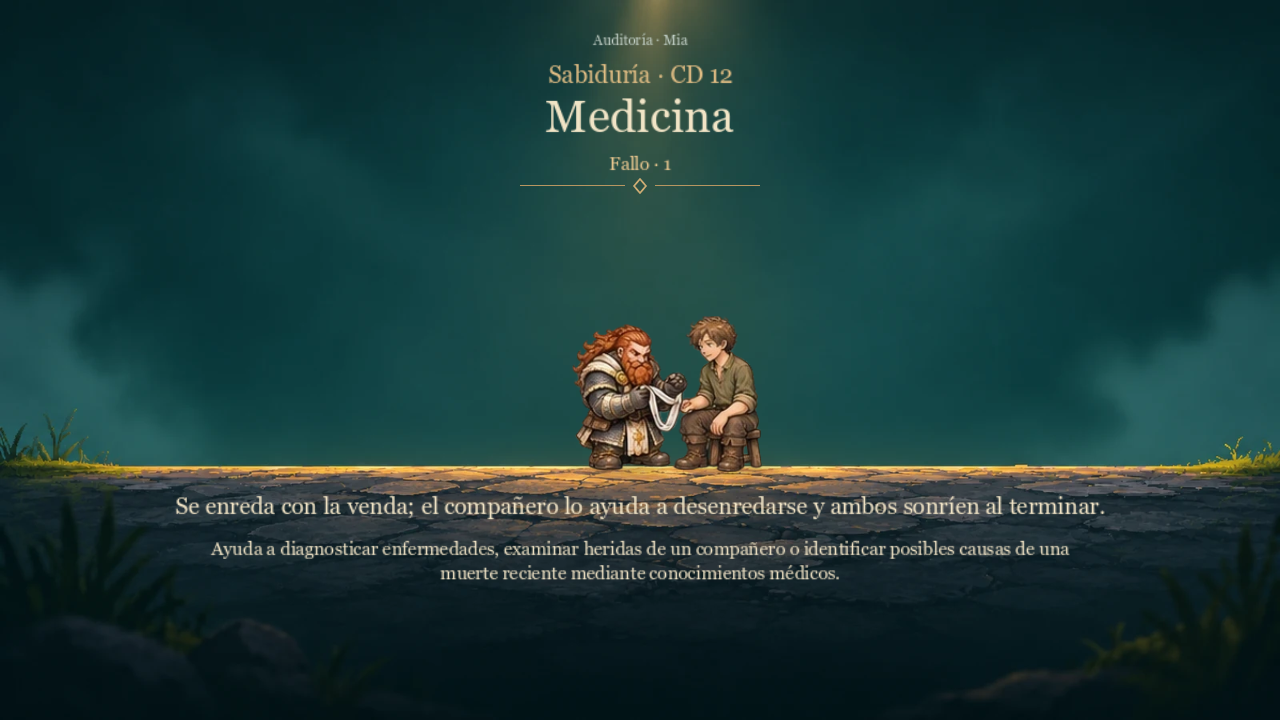 Auditoría · Mia
Sabiduría · CD 12
Medicina
Fallo · 1
Se enreda con la venda; el compañero lo ayuda a desenredarse y ambos sonríen al terminar.
Ayuda a diagnosticar enfermedades, examinar heridas de un compañero o identificar posibles causas de una
muerte reciente mediante conocimientos médicos.